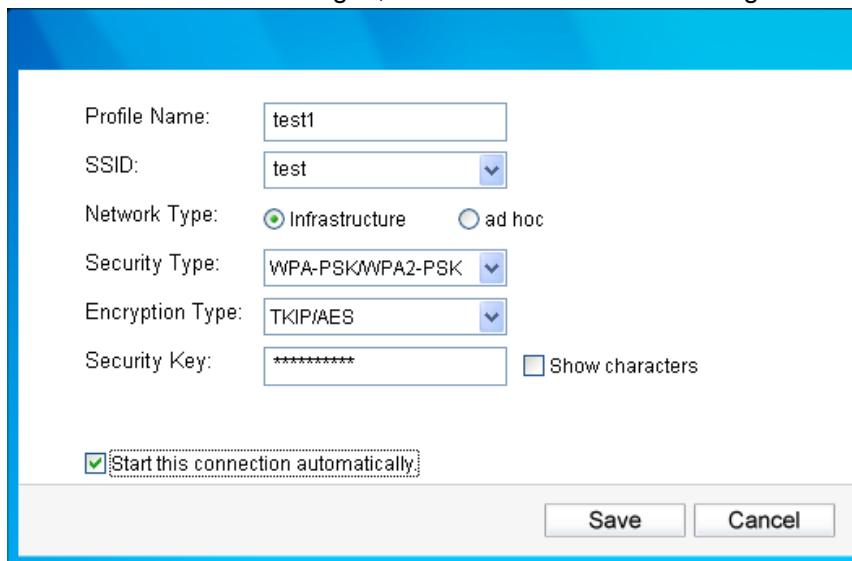 Profile Name: test1
SSID: test
Network Type: Infrastructure ad hoc
Security Type: WPA-PSK/WPA2-PSK
Encryption Type: TKIP/AES
Security Key: ********** Show characters
Start this connection automatically.
Save Cancel